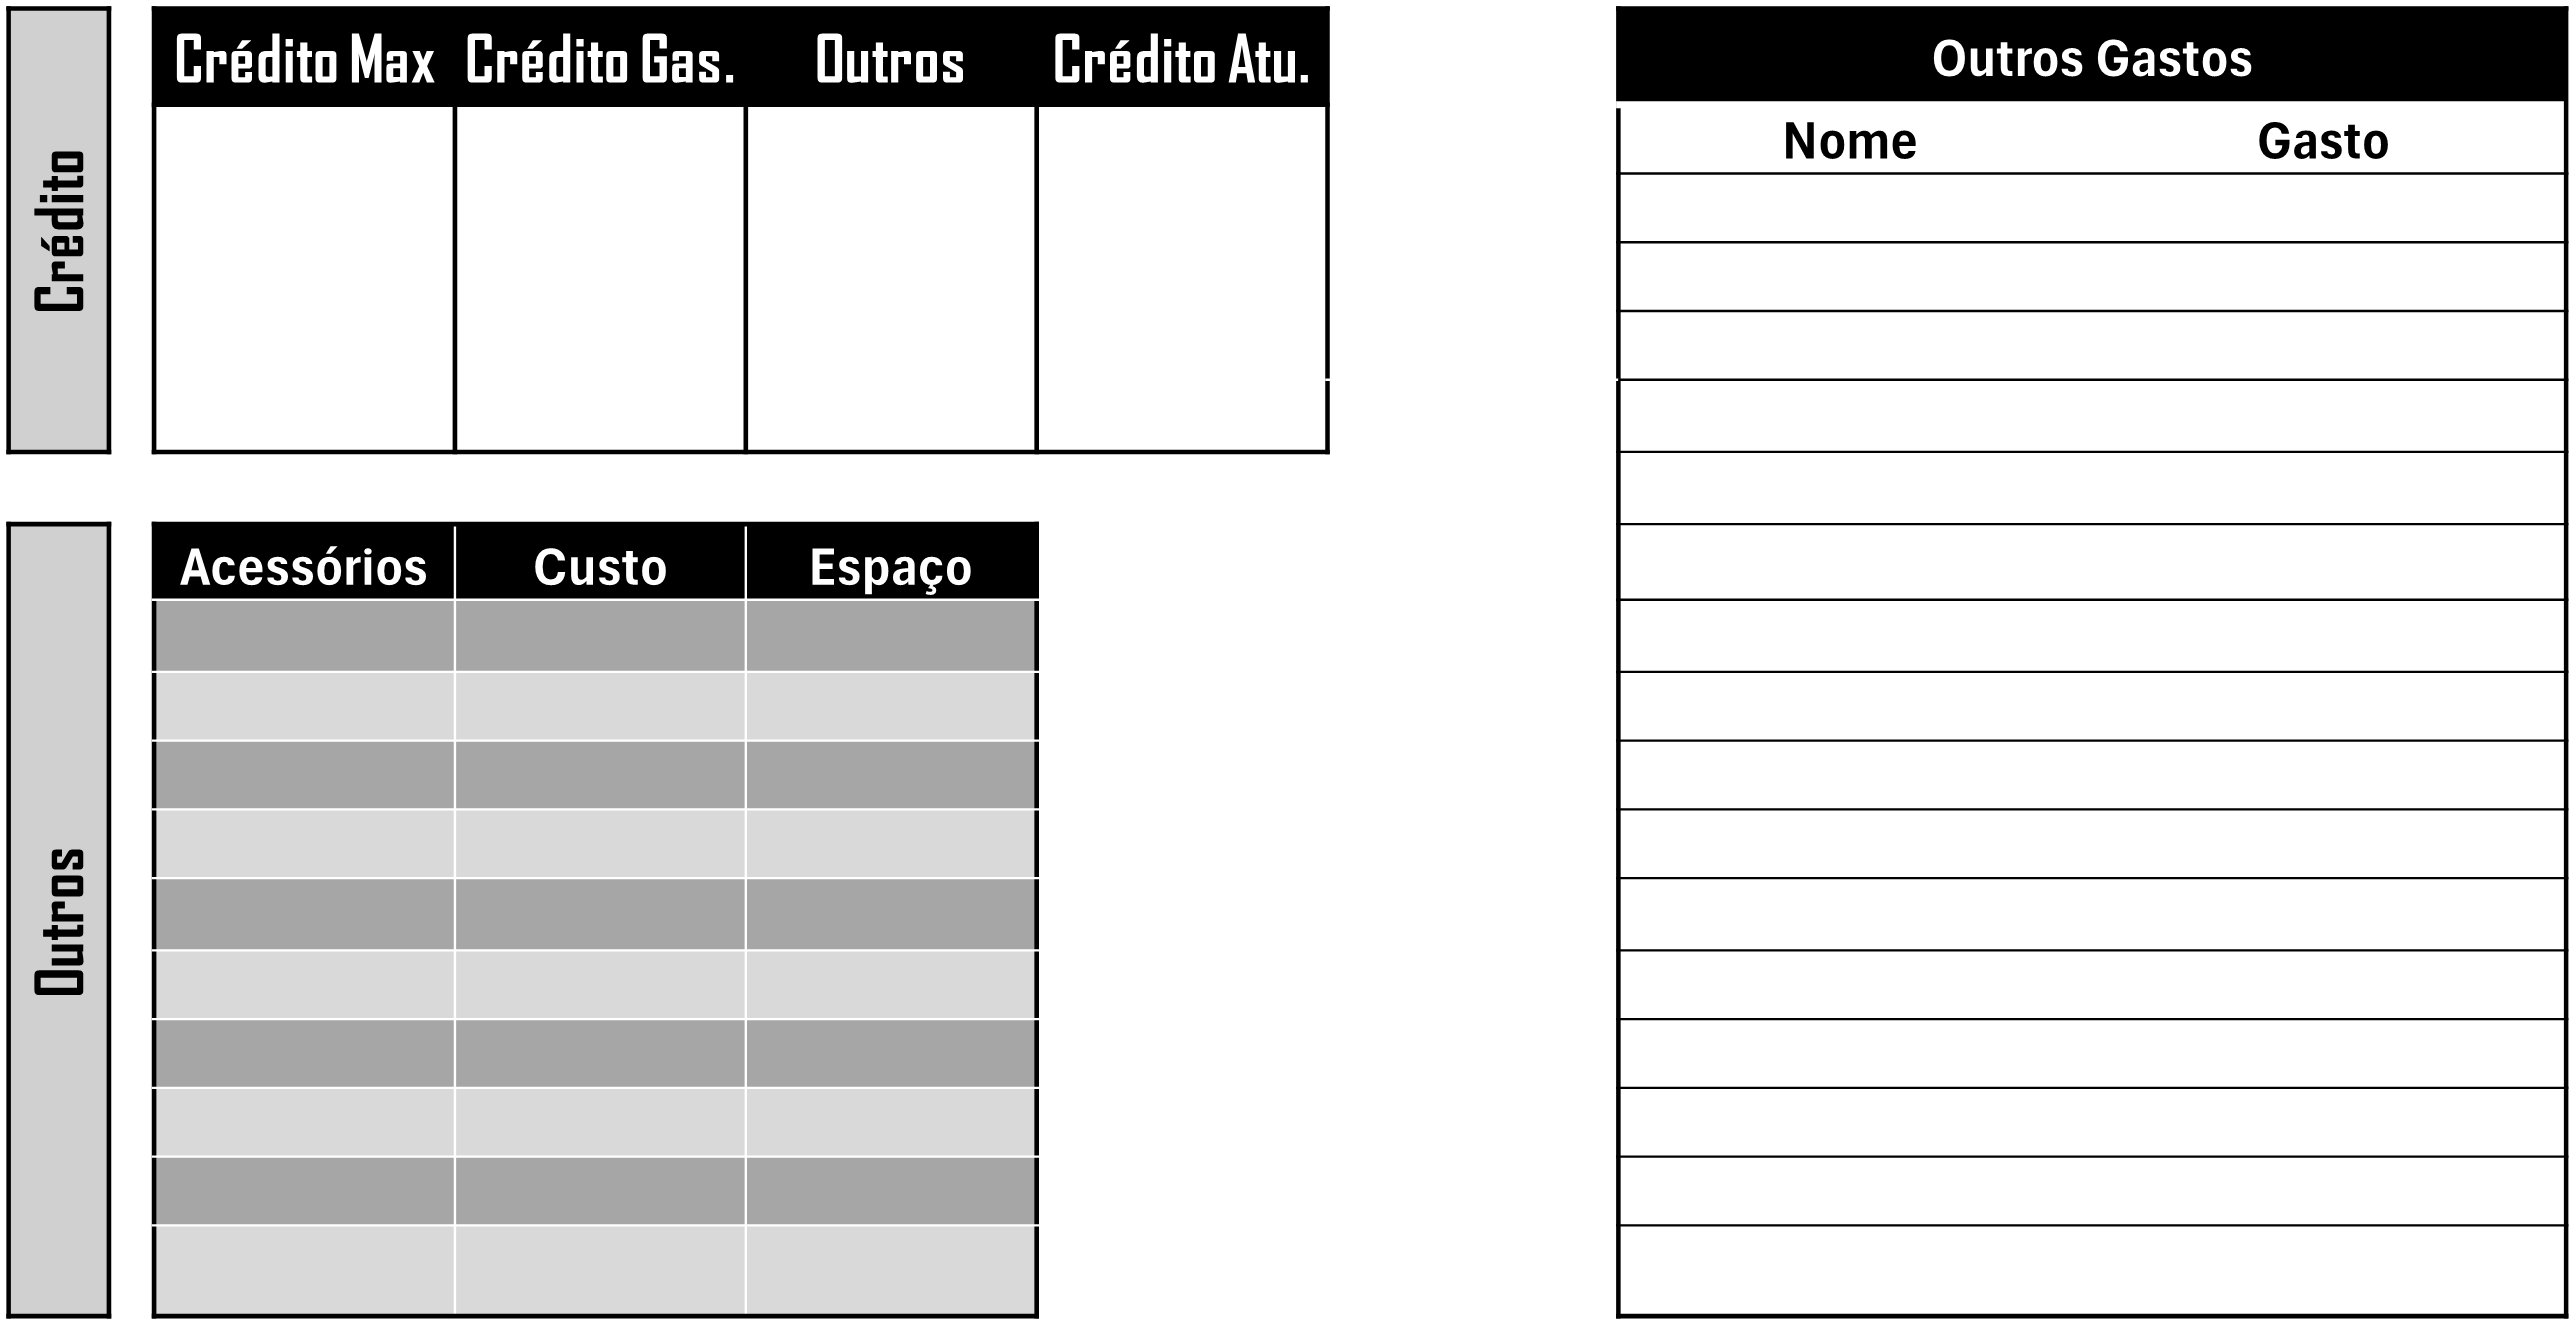 Crédito
Crédito Max Crédito Gas. Outros Crédito Atu.
Outros Gastos
Nome Gasto
Outros
Acessórios Custo Espaço